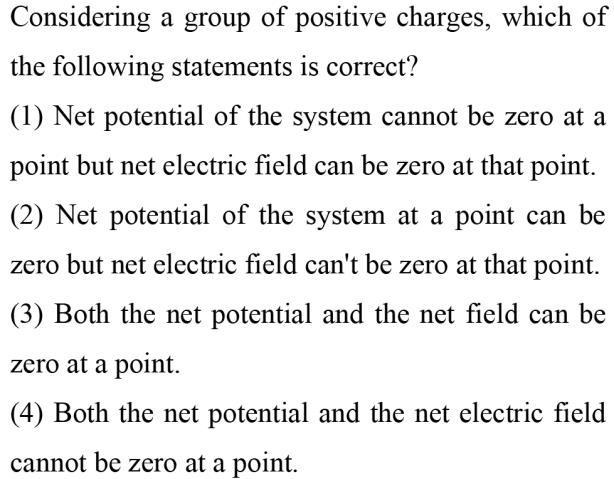 Considering a group of positive charges, which of
the following statements is correct?
(1) Net potential of the system cannot be zero at a
point but net electric field can be zero at that point.
(2) Net potential of the system at a point can be
zero but net electric field can't be zero at that point.
(3) Both the net potential and the net field can be
zero at a point.
(4) Both the net potential and the net electric field
cannot be zero at a point.